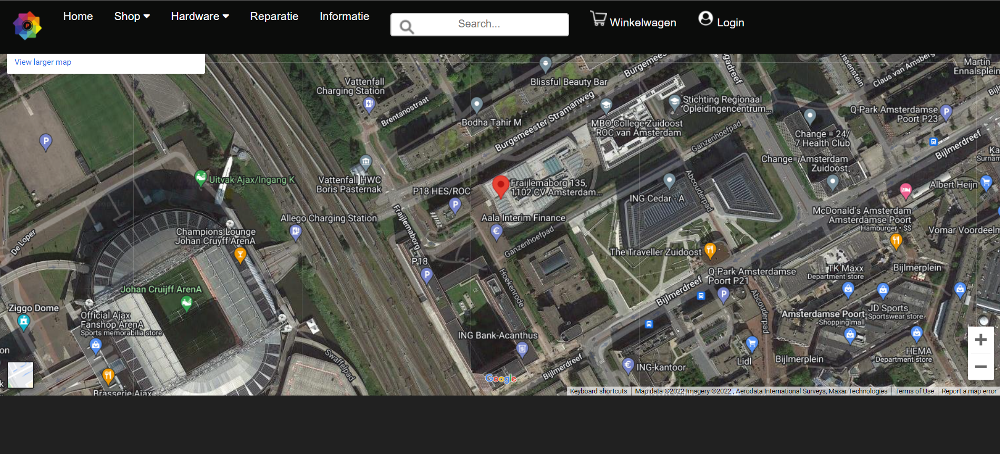 Home
Shop
Hardware
Reparatie
Informatie
Search...
Winkelwagen
Login
View larger map
Vattenfall
Charging Station
Brentanostraat
Blissful Beauty Bar
Bodha Tahir M
Burgemeester Stramanweg
MBO College Zuidoost
- ROC van Amsterdam
Stichting Regionaal
Opleidingencentrum...
Ganzenhoefpad
Claus van Amsberg
Martin
Ennalsplein
Q-Park Amsterdamse
Poort P23
Change = 24/
7 Health Club
Bijlmerdreef
Change= Amsterdam
Zuidoost
Uitvak Ajax/Ingang K
Vattenfall HWC
Boris Pasternak
P18 HES/ROC
Fraijlemaborg 135,
1102 CV Amsterdam...
ING Cedar - A
Abcouderpad
Albert Heijn
McDonald's Amsterdam
Amsterdamse Poort
Hamburger • $$
Allego Charging Station
Fraijlemaborg
Aala Interim Finance
Ganzenhoefpad
Champions Lounge
Johan Cruyff ArenA
De Loper
The Traveller Zuidoost
P18
Q-Park Amsterdamse
Poort P21
TK Maxx
Department store
Bijlmerplein
Johan Cruijff ArenA
Hoekenrode
Bijlmerdreef
Abcouderpad
Ziggo Dome
Official Ajax
Fanshop ArenA
Sports memorabilia store
JD Sports
Sportswear store
Amsterdamse Poort
Shopping mall
ING Bank-Acanthus
Swaffelpad
Bijlmerdreef
ING-kantoor
Lidl
Bijlmerplein
HEMA
Department store
Brasserie Ajax
Google
Keyboard shortcuts
Map data ©2022 Imagery ©2022 , Aerodata International Surveys, Maxar Technologies
Terms of Use
Report a map error